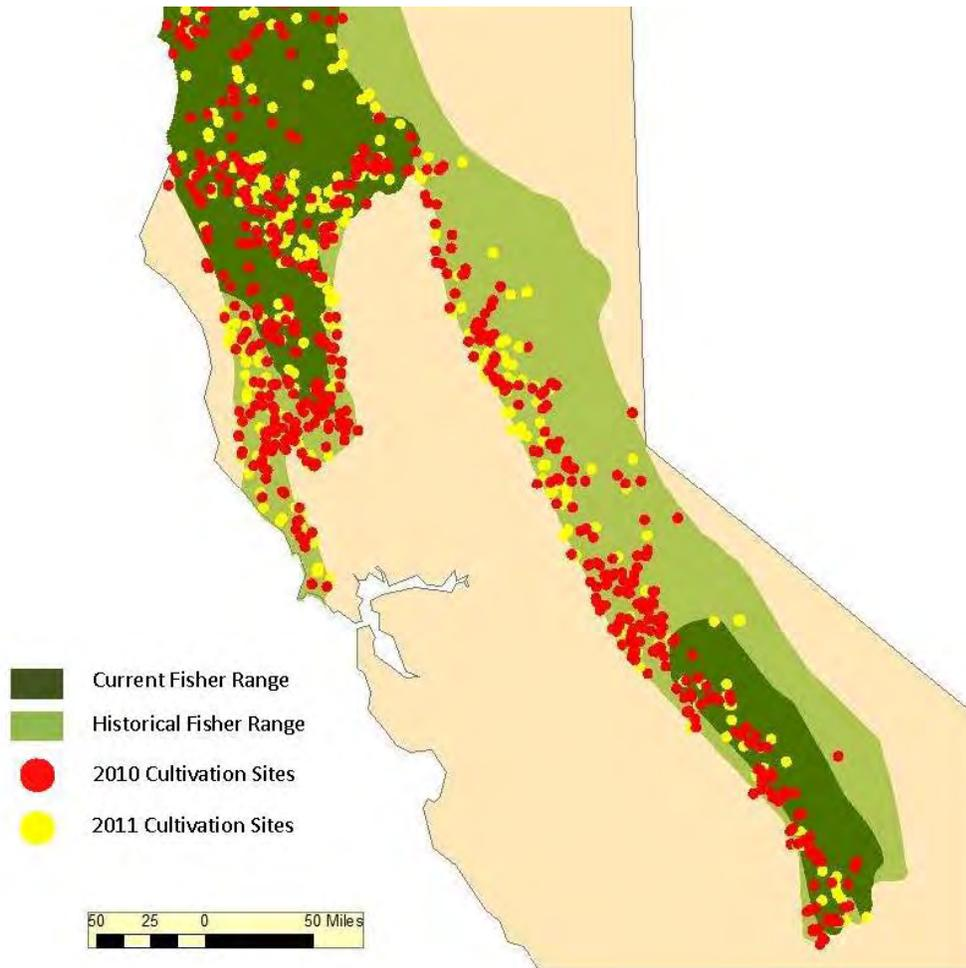 Current Fisher Range
Historical Fisher Range
2010 Cultivation Sites
2011 Cultivation Sites
50 25 0 50 Miles